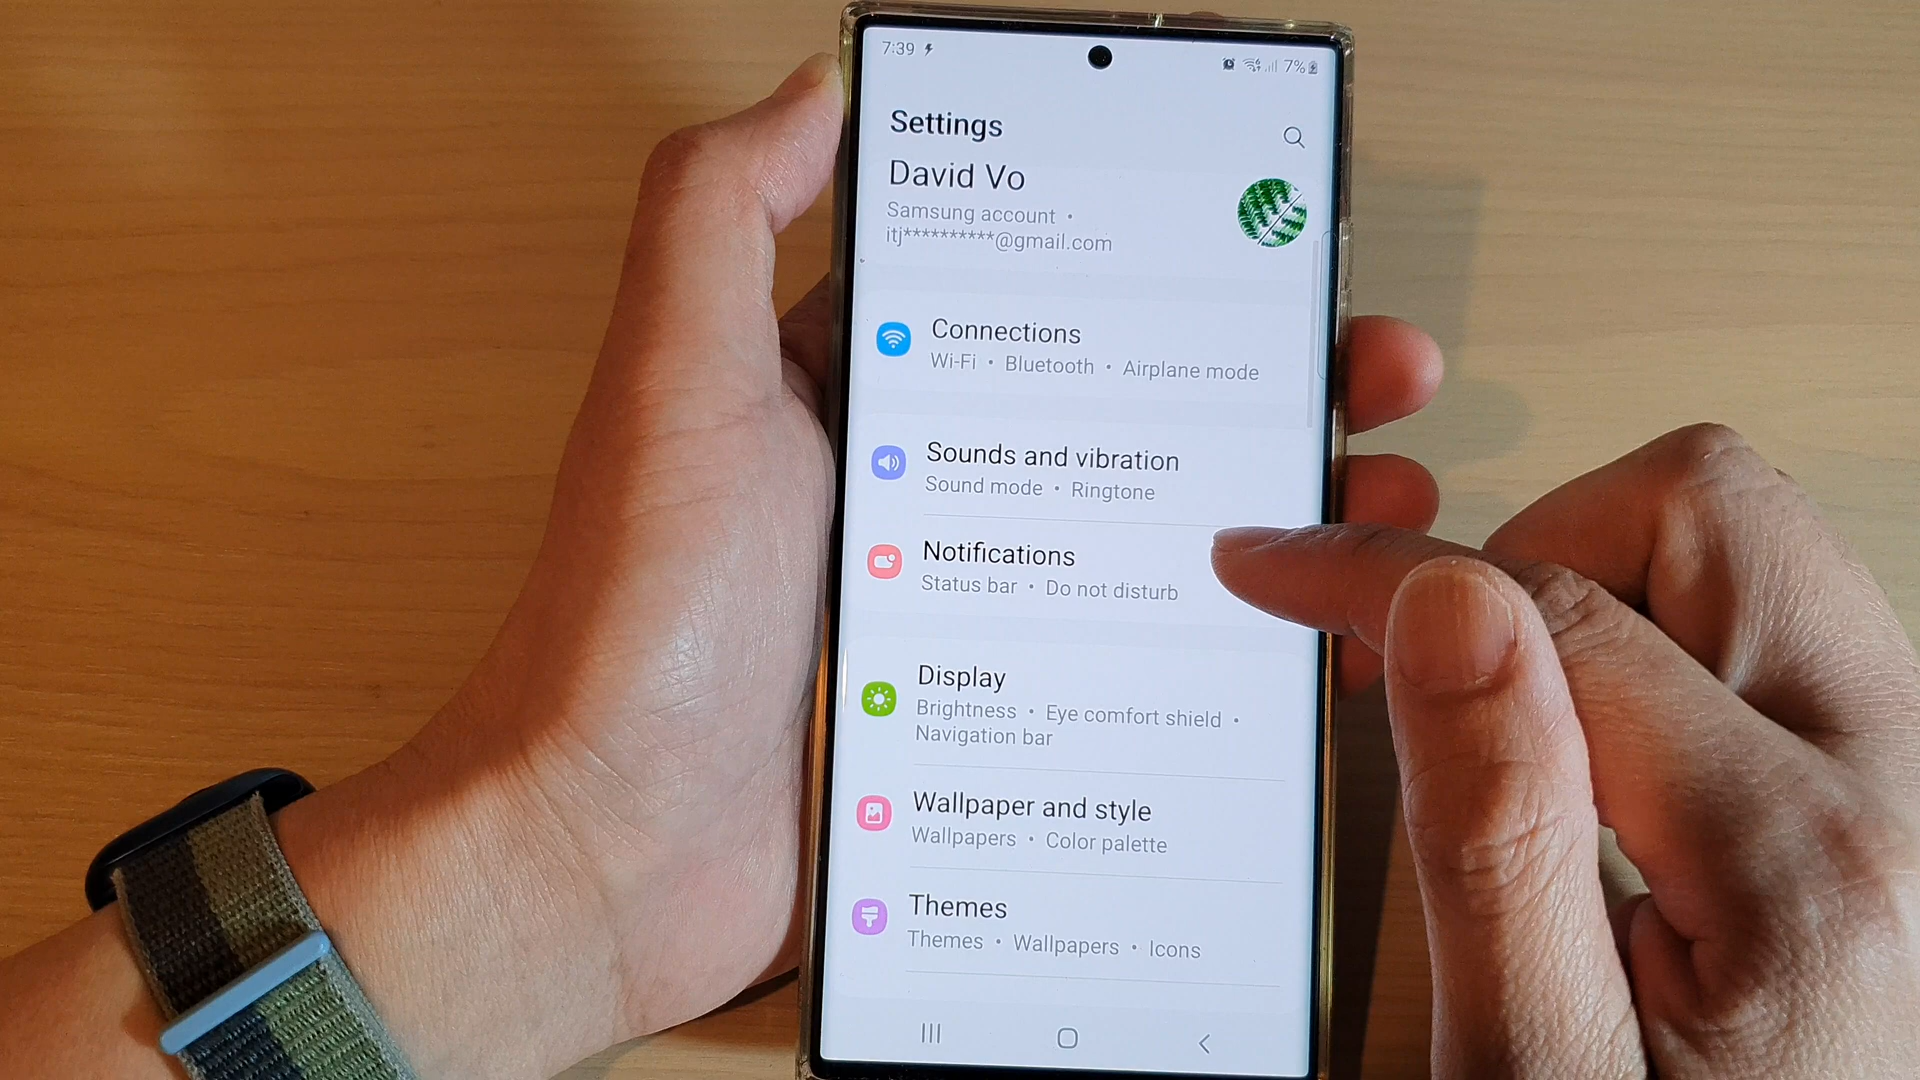 7:39
7%
Settings
David Vo
Samsung account •
itj**********@gmail.com
Connections
Wi-Fi • Bluetooth • Airplane mode
Sounds and vibration
Sound mode • Ringtone
Notifications
Status bar • Do not disturb
Display
Brightness • Eye comfort shield •
Navigation bar
Wallpaper and style
Wallpapers • Color palette
Themes
Themes • Wallpapers • Icons